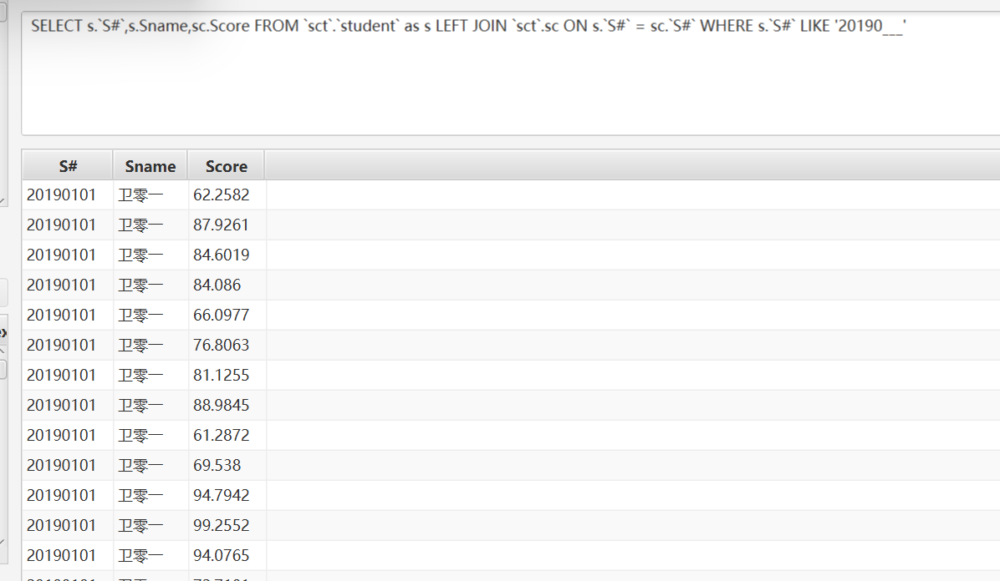 SELECT s.`S#`,s.Sname,sc.Score FROM `sct`.`student` as s LEFT JOIN `sct`.sc ON s.`S#` = sc.`S#` WHERE s.`S#` LIKE '20190___'
S# Sname Score
20190101 卫零一 62.2582
20190101 卫零一 87.9261
20190101 卫零一 84.6019
20190101 卫零一 84.086
20190101 卫零一 66.0977
20190101 卫零一 76.8063
20190101 卫零一 81.1255
20190101 卫零一 88.9845
20190101 卫零一 61.2872
20190101 卫零一 69.538
20190101 卫零一 94.7942
20190101 卫零一 99.2552
20190101 卫零一 94.0765